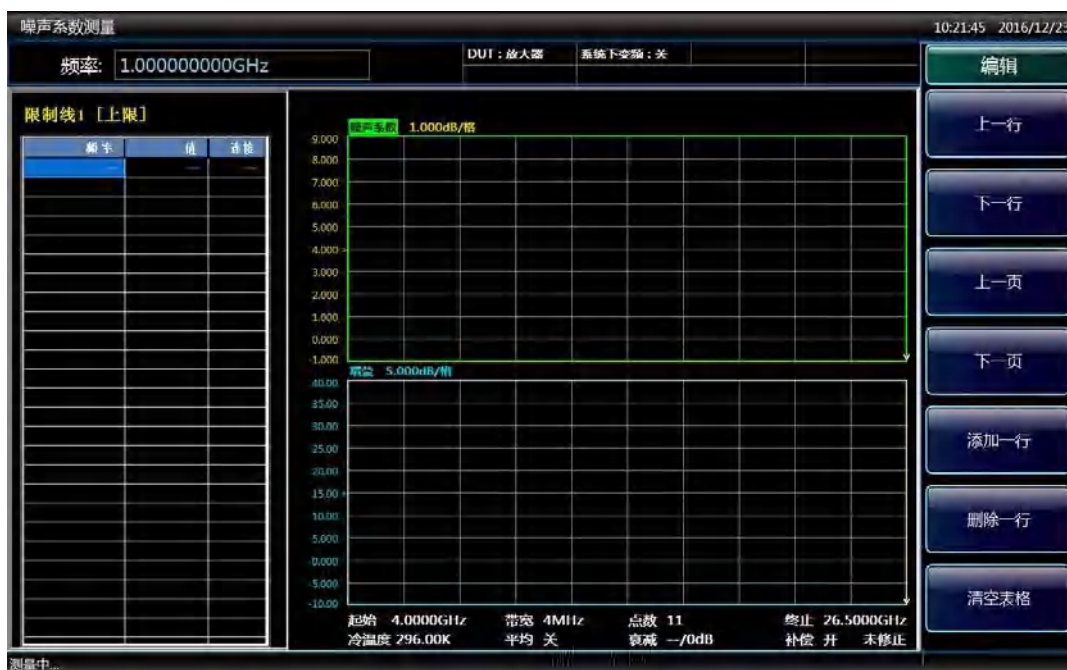 噪声系数测量
10:21:45 2016/12/23
频率: 1.000000000GHz
DUT : 放大器 系统下变频 : 关
编辑
限制线1 [上限]
频率 值 连接
--- --- ---
噪声系数 1.000dB/格
9.000
8.000
7.000
6.000
5.000
4.000
3.000
2.000
1.000
0.000
-1.000
增益 5.000dB/格
40.00
35.00
30.00
25.00
20.00
15.00
10.00
5.000
0.000
-5.000
-10.00
起始 4.0000GHz 带宽 4MHz 点数 11 终止 26.5000GHz
冷温度 296.00K 平均 关 衰减 --/0dB 补偿 开 未修正
上一行
下一行
上一页
下一页
添加一行
删除一行
清空表格
测量中...